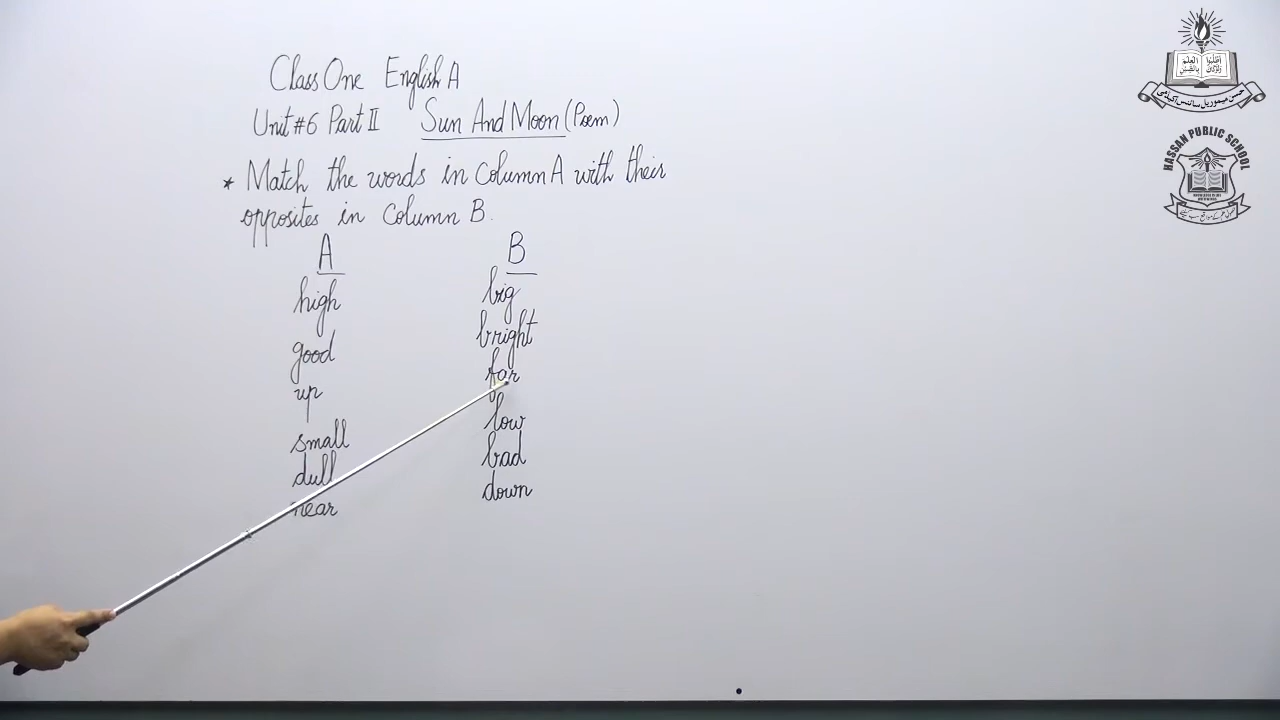 Class One English A
Unit #6 Part II Sun And Moon (Poem)
* Match the words in Column A with their
opposites in Column B.
A B
high big
good bright
up far
small low
dull bad
near down
HASSAN PUBLIC SCHOOL